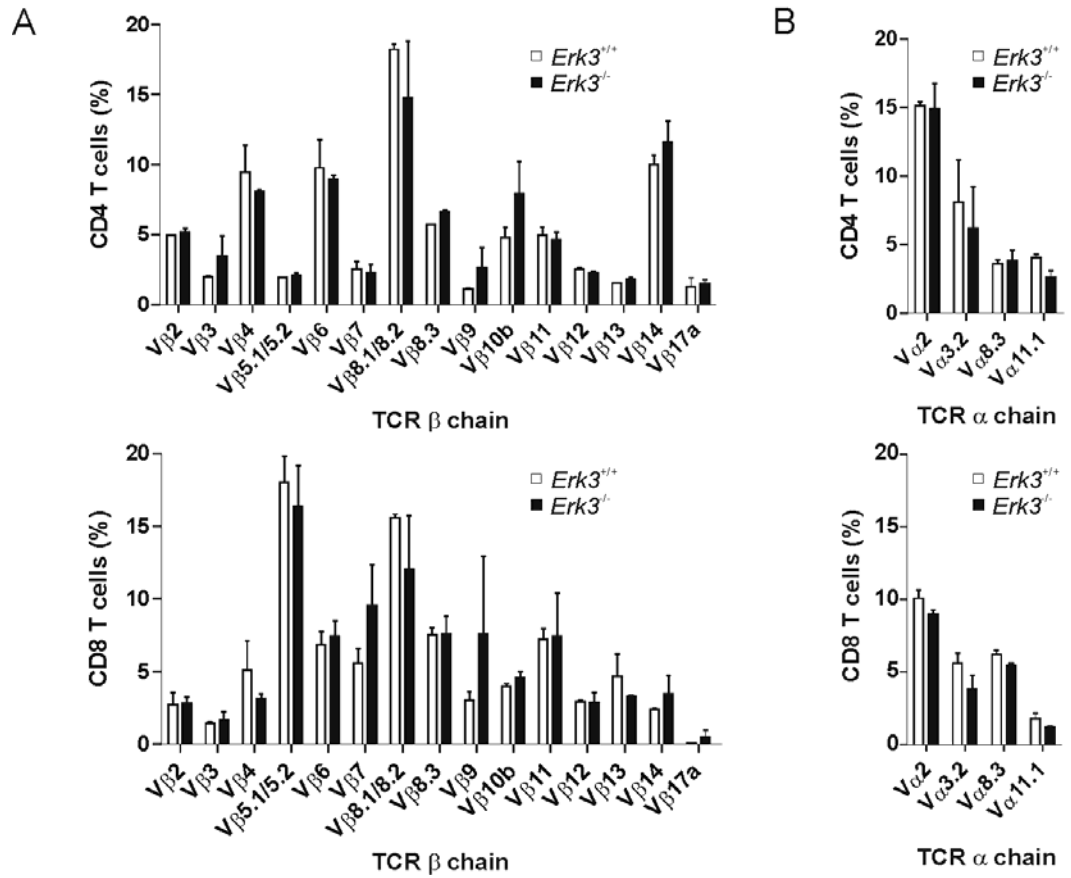 A
CD4 T cells (%)
20
15
10
5
0
Erk3+/+
Erk3-/-
Vβ2
Vβ3
Vβ4
Vβ5.1/5.2
Vβ6
Vβ7
Vβ8.1/8.2
Vβ8.3
Vβ9
Vβ10b
Vβ11
Vβ12
Vβ13
Vβ14
Vβ17a
TCR β chain
B
CD4 T cells (%)
20
15
10
5
0
Erk3+/+
Erk3-/-
Vα2
Vα3.2
Vα8.3
Vα11.1
TCR α chain
CD8 T cells (%)
20
15
10
5
0
Erk3+/+
Erk3-/-
Vβ2
Vβ3
Vβ4
Vβ5.1/5.2
Vβ6
Vβ7
Vβ8.1/8.2
Vβ8.3
Vβ9
Vβ10b
Vβ11
Vβ12
Vβ13
Vβ14
Vβ17a
TCR β chain
CD8 T cells (%)
20
15
10
5
0
Erk3+/+
Erk3-/-
Vα2
Vα3.2
Vα8.3
Vα11.1
TCR α chain